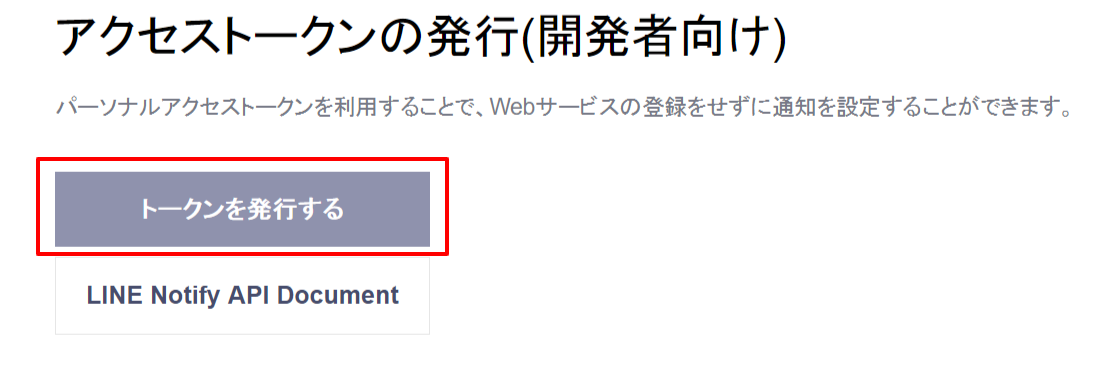 アクセストークンの発行(開発者向け)
パーソナルアクセストークンを利用することで、Webサービスの登録をせずに通知を設定することができます。
トークンを発行する
LINE Notify API Document